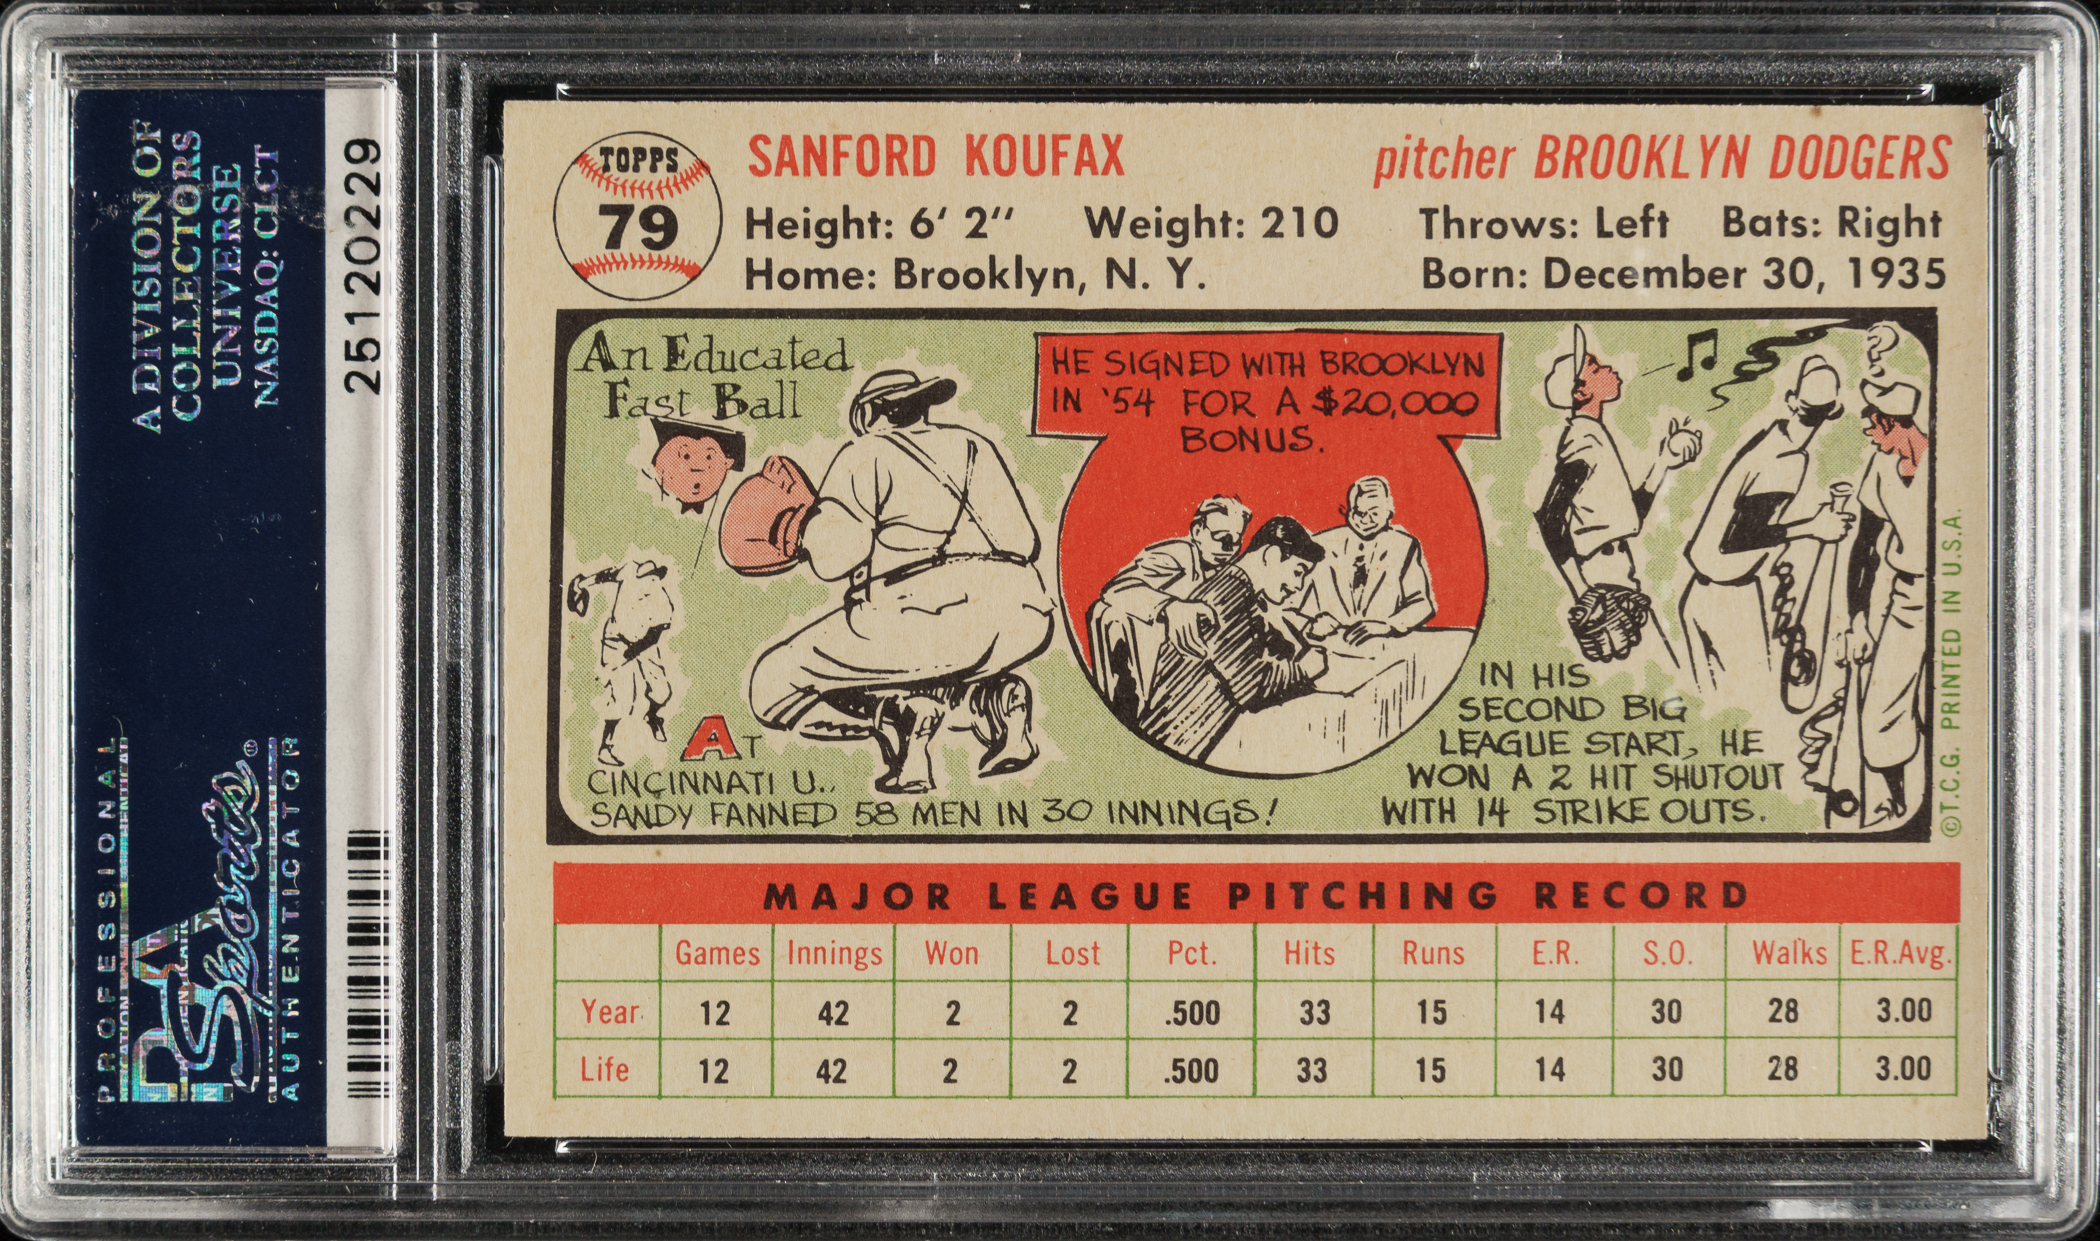 A DIVISION OF
COLLECTORS
UNIVERSE
NASDAQ: CLCT
25120229
PROFESSIONAL
PSA
Sports
®
AUTHENTICATOR
TOPPS
79
SANFORD KOUFAX
pitcher BROOKLYN DODGERS
Height: 6' 2" Weight: 210 Throws: Left Bats: Right
Home: Brooklyn, N. Y. Born: December 30, 1935
An Educated
Fast Ball
AT
CINCINNATI U.,
SANDY FANNED 58 MEN IN 30 INNINGS!
HE SIGNED WITH BROOKLYN
IN '54 FOR A $20,000
BONUS.
IN HIS
SECOND BIG
LEAGUE START, HE
WON A 2 HIT SHUTOUT
WITH 14 STRIKE OUTS.
©T.C.G. PRINTED IN U.S.A.
MAJOR LEAGUE PITCHING RECORD
Games Innings Won Lost Pct. Hits Runs E.R. S.O. Walks E.R.Avg.
Year 12 42 2 2 .500 33 15 14 30 28 3.00
Life 12 42 2 2 .500 33 15 14 30 28 3.00